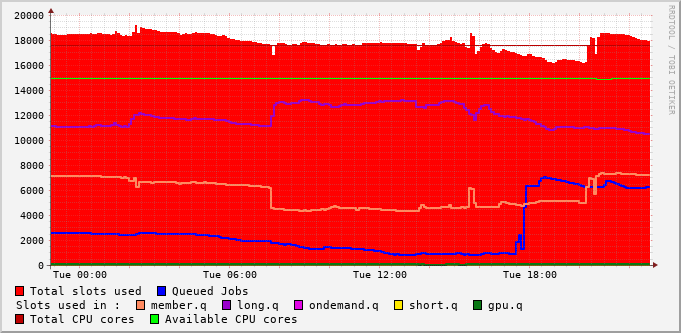 20000
18000
16000
14000
12000
10000
8000
6000
4000
2000
0
Tue 00:00 Tue 06:00 Tue 12:00 Tue 18:00
RRDTOOL / TOBI OETIKER
Total slots used Queued Jobs
Slots used in : member.q long.q ondemand.q short.q gpu.q
Total CPU cores Available CPU cores